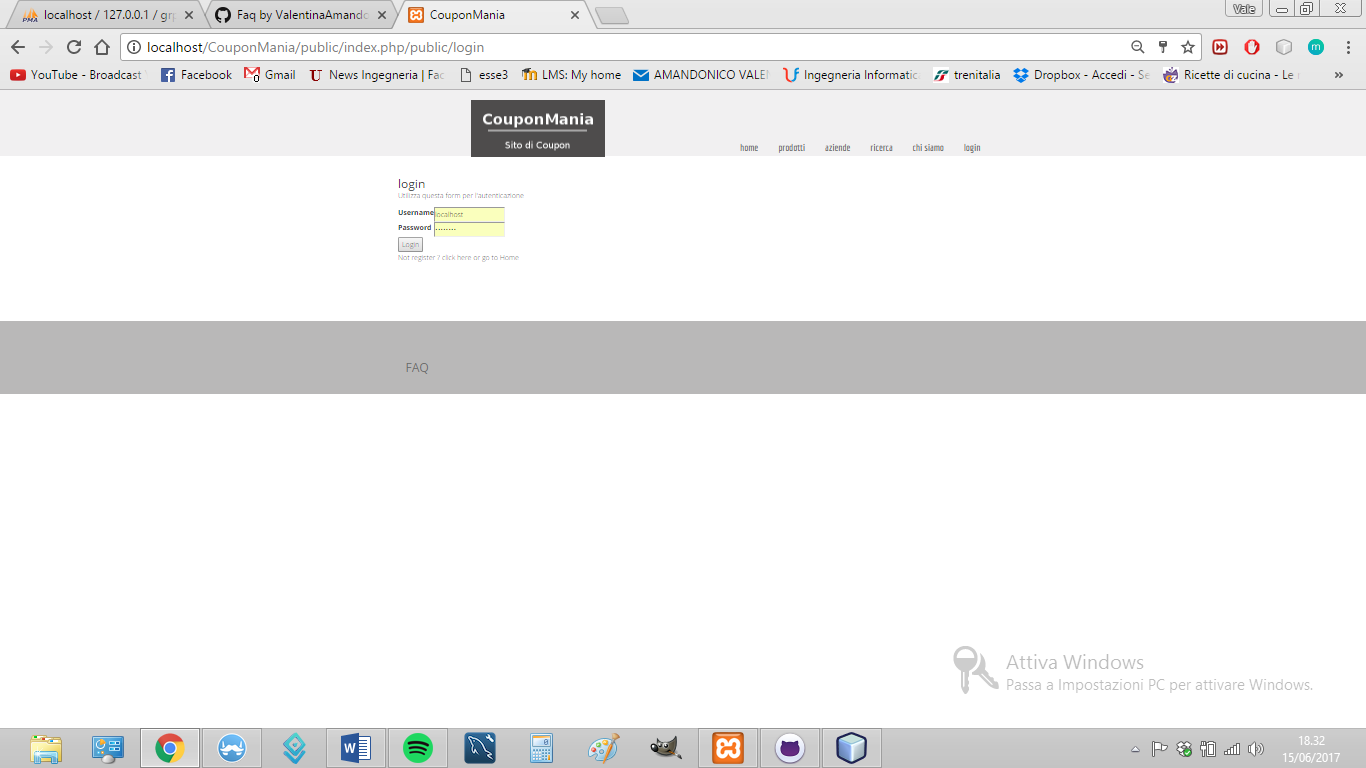 localhost / 127.0.0.1 / grp
Faq by ValentinaAmando
CouponMania
Vale
localhost/CouponMania/public/index.php/public/login
m
YouTube - Broadcast
Facebook
Gmail
News Ingegneria | Fac
esse3
LMS: My home
AMANDONICO VALE
Ingegneria Informatic
trenitalia
Dropbox - Accedi - Se
Ricette di cucina - Le
»
CouponMania
Sito di Coupon
home prodotti aziende ricerca chi siamo login
login
Utilizza questa form per l'autenticazione
Username localhost
Password ········
Login
Not register ? click here or go to Home
FAQ
Attiva Windows
Passa a Impostazioni PC per attivare Windows.
18.32
15/06/2017